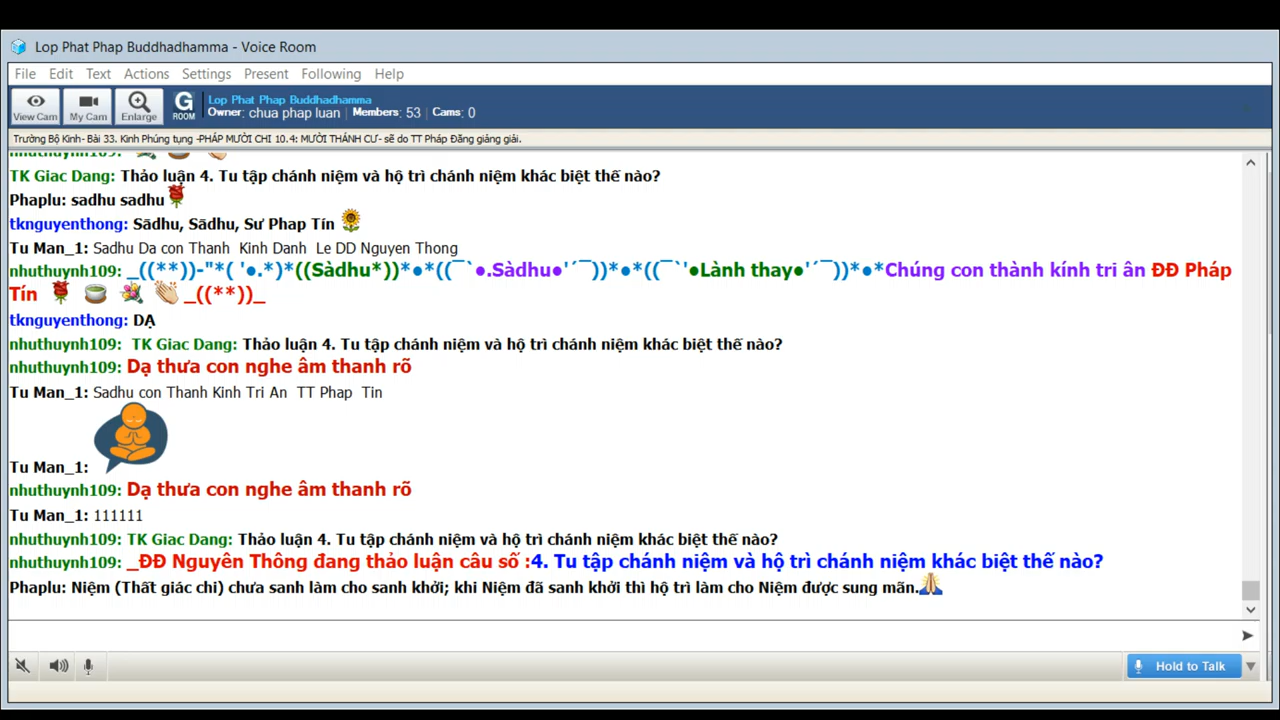 Lop Phat Phap Buddhadhamma - Voice Room
File Edit Text Actions Settings Present Following Help
View Cam My Cam Enlarge G ROOM Lop Phat Phap Buddhadhamma
Owner: chua phap luan | Members: 53 | Cams: 0
Trường Bộ Kinh- Bài 33. Kinh Phúng tụng -PHÁP MƯỜI CHI 10.4: MƯỜI THÁNH CƯ- sẽ do TT Pháp Đăng giảng giải.
nhuthuynh109:
TK Giac Dang: Thảo luận 4. Tu tập chánh niệm và hộ trì chánh niệm khác biệt thế nào?
Phaplu: sadhu sadhu
tknguyenthong: Sādhu, Sādhu, Sư Phap Tín
Tu Man_1: Sadhu Da con Thanh Kinh Danh Le DD Nguyen Thong
nhuthuynh109: _((**))-"*( '●.*)*((Sàdhu*))*●*((¯`●.Sàdhu●'´¯))*●*((¯`'●Lành thay●'´¯))*●*Chúng con thành kính tri ân ĐĐ Pháp
Tín _((**))_
tknguyenthong: DẠ
nhuthuynh109: TK Giac Dang: Thảo luận 4. Tu tập chánh niệm và hộ trì chánh niệm khác biệt thế nào?
nhuthuynh109: Dạ thưa con nghe âm thanh rõ
Tu Man_1: Sadhu con Thanh Kinh Tri An TT Phap Tin
Tu Man_1:
nhuthuynh109: Dạ thưa con nghe âm thanh rõ
Tu Man_1: 111111
nhuthuynh109: TK Giac Dang: Thảo luận 4. Tu tập chánh niệm và hộ trì chánh niệm khác biệt thế nào?
nhuthuynh109: _ĐĐ Nguyên Thông đang thảo luận câu số :4. Tu tập chánh niệm và hộ trì chánh niệm khác biệt thế nào?
Phaplu: Niệm (Thất giác chi) chưa sanh làm cho sanh khởi; khi Niệm đã sanh khởi thì hộ trì làm cho Niệm được sung mãn.
Hold to Talk